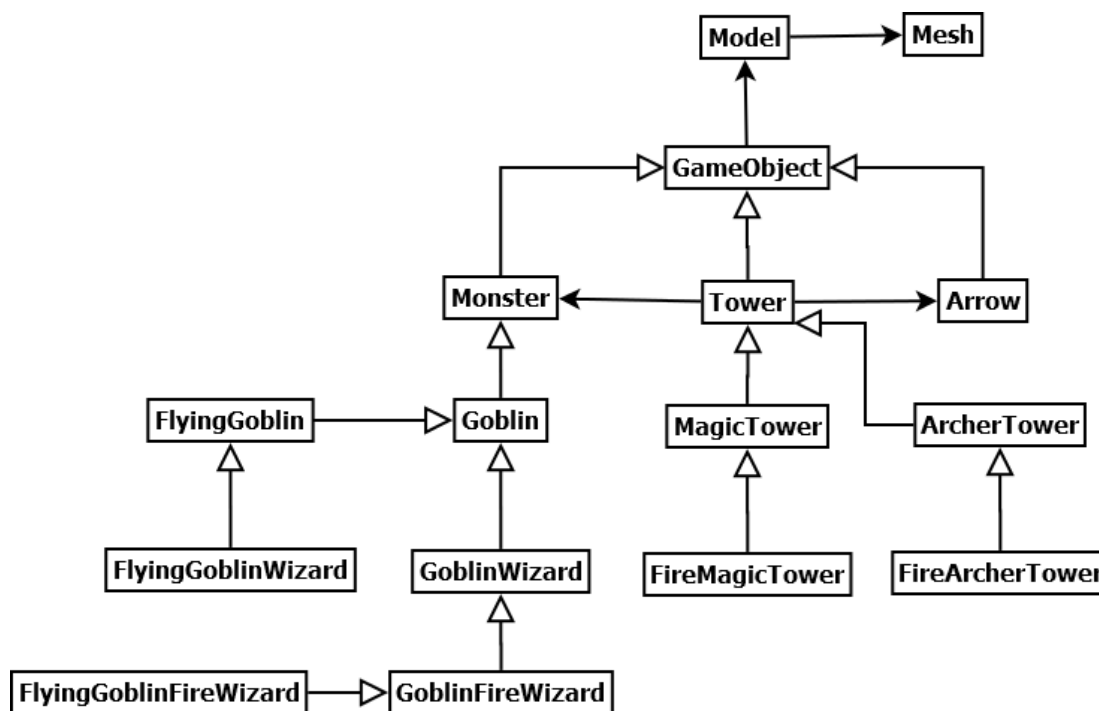 Model
Mesh
GameObject
Monster
Tower
Arrow
FlyingGoblin
Goblin
MagicTower
ArcherTower
FlyingGoblinWizard
GoblinWizard
FireMagicTower
FireArcherTower
FlyingGoblinFireWizard
GoblinFireWizard